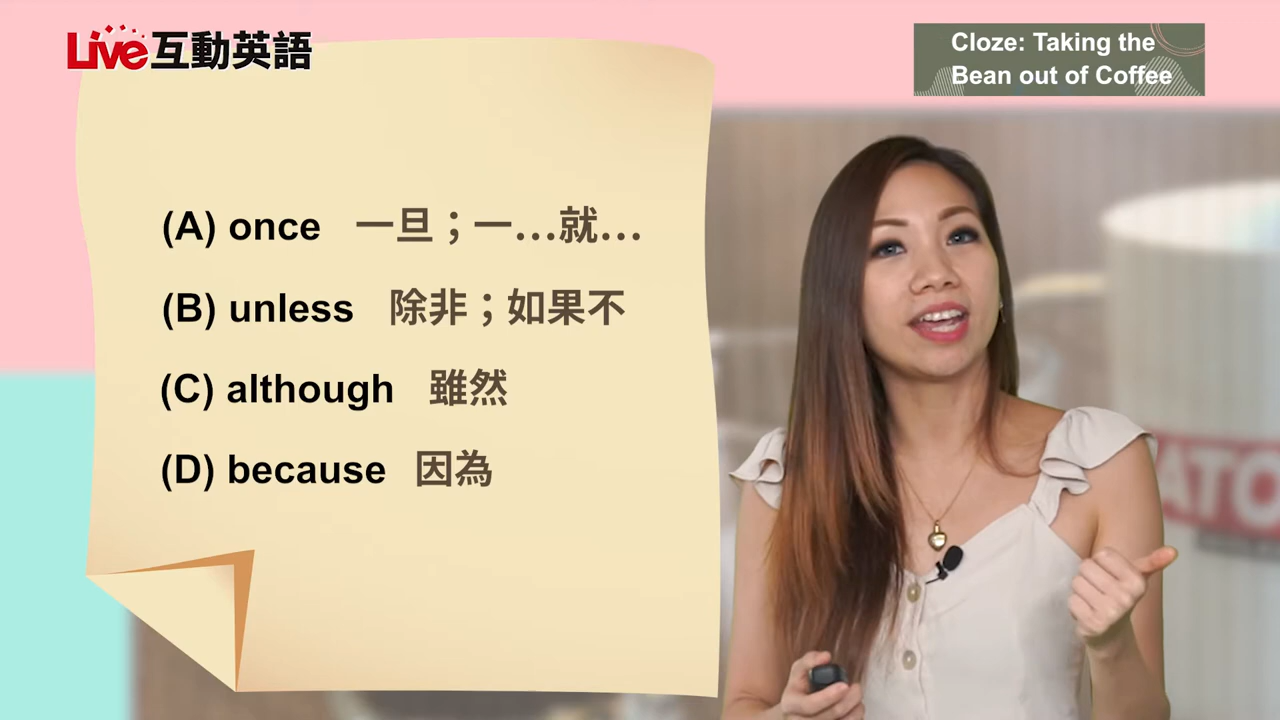 Live互動英語
Cloze: Taking the
Bean out of Coffee
(A) once 一旦；一…就…
(B) unless 除非；如果不
(C) although 雖然
(D) because 因為
ATO